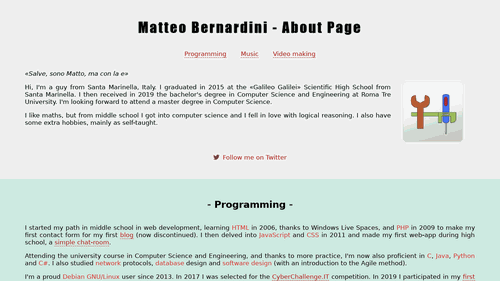 Matteo Bernardini - About Page
Programming Music Video making
«Salve, sono Matto, ma con la e»
Hi, I'm a guy from Santa Marinella, Italy. I graduated in 2015 at the «Galileo Galilei» Scientific High School from
Santa Marinella. I then received in 2019 the bachelor's degree in Computer Science and Engineering at Roma Tre
University. I'm looking forward to attend a master degree in Computer Science.
I like maths, but from middle school I got into computer science and I fell in love with logical reasoning. I also have
some extra hobbies, mainly as self-taught.
Follow me on Twitter
- Programming -
I started my path in middle school in web development, learning HTML in 2006, thanks to Windows Live Spaces, and PHP in 2009 to make my
first contact form for my first blog (now discontinued). I then delved into JavaScript and CSS in 2011 and made my first web-app during high
school, a simple chat-room.
Attending the university course in Computer Science and Engineering, and thanks to more practice, I'm now also proficient in C, Java, Python
and C#. I also studied network protocols, database design and software design (with an introduction to the Agile method).
I'm a proud Debian GNU/Linux user since 2013. In 2017 I was selected for the CyberChallenge.IT competition. In 2019 I participated in my first